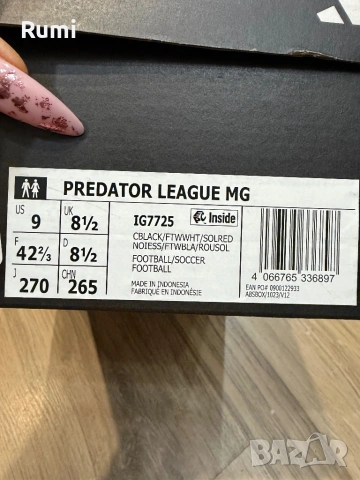 Rumi
PREDATOR LEAGUE MG
US
9
UK
8½
F
42⅔
D
8½
J
270
CHN
265
IG7725
Inside
CBLACK/FTWWHT/SOLRED
NOIESS/FTWBLA/ROUSOL
FOOTBALL/SOCCER
FOOTBALL
MADE IN INDONESIA
FABRIQUÉ EN INDONÉSIE
4 066765 336897
EAN PO# 0900122933
ABSBOX/1023/V12
BAZAR
bg